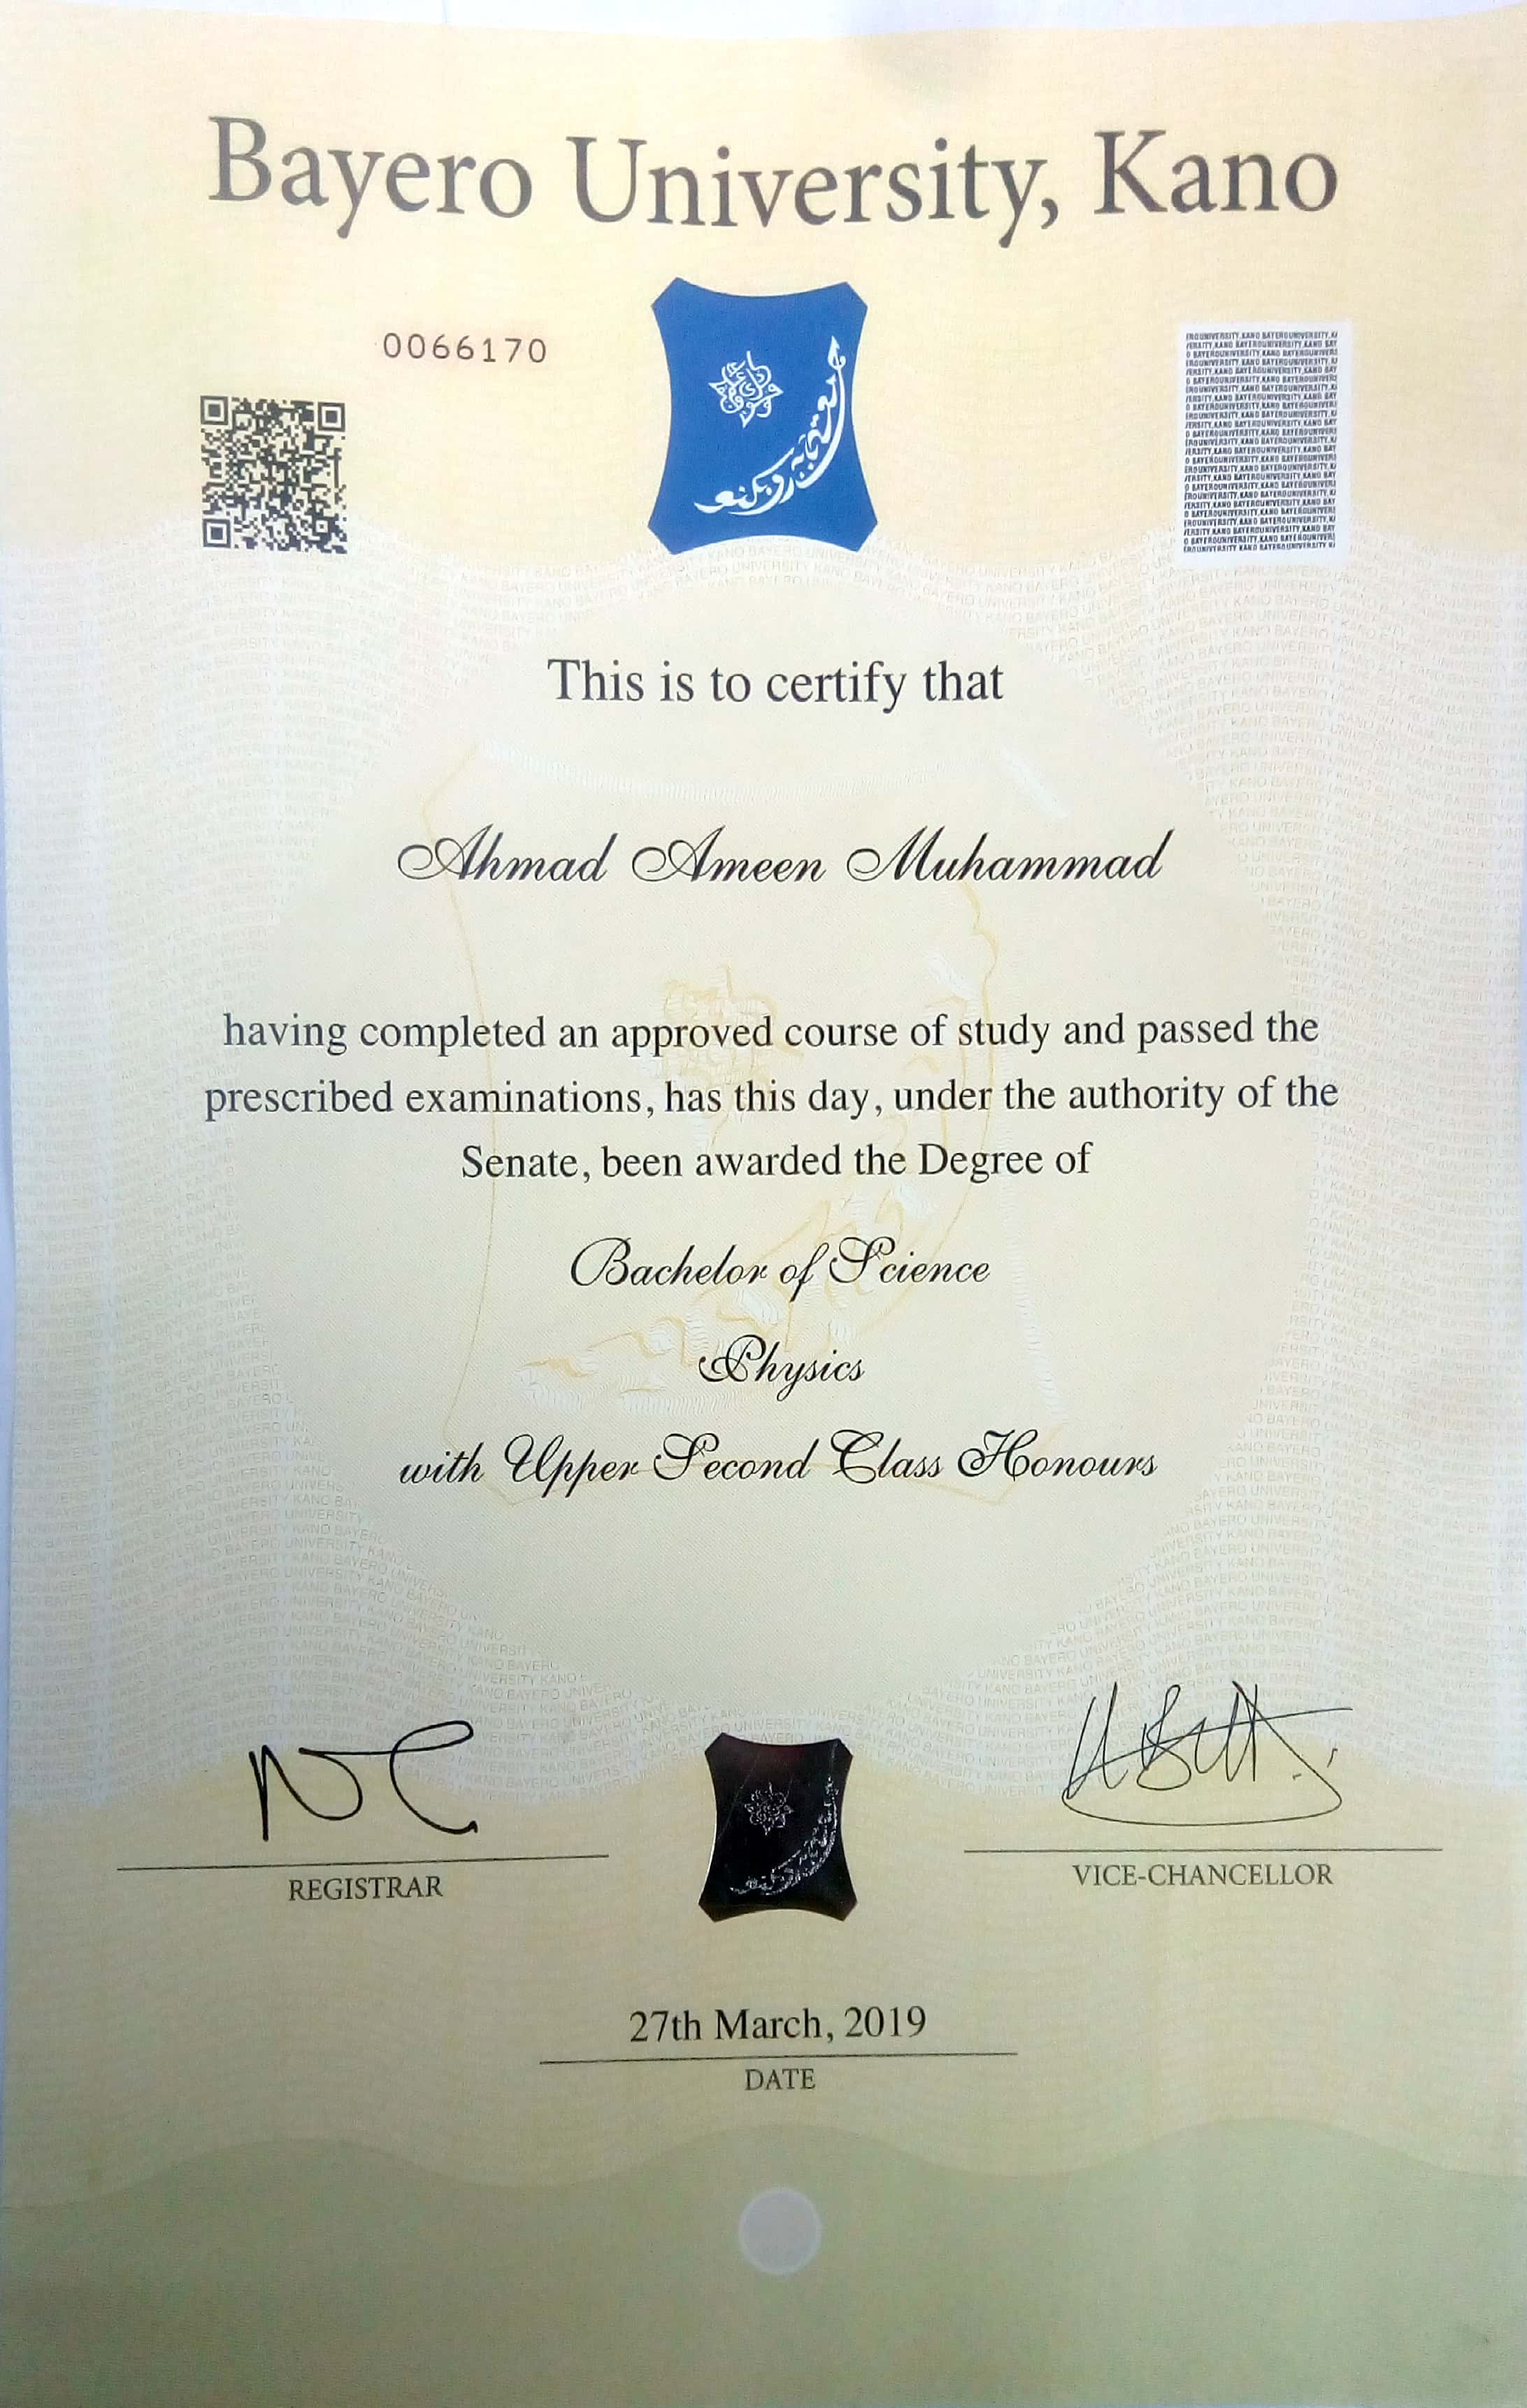 Bayero University, Kano
0066170
This is to certify that
Ahmad Ameen Muhammad
having completed an approved course of study and passed the
prescribed examinations, has this day, under the authority of the
Senate, been awarded the Degree of
Bachelor of Science
Physics
with Upper Second Class Honours
REGISTRAR
VICE-CHANCELLOR
27th March, 2019
DATE